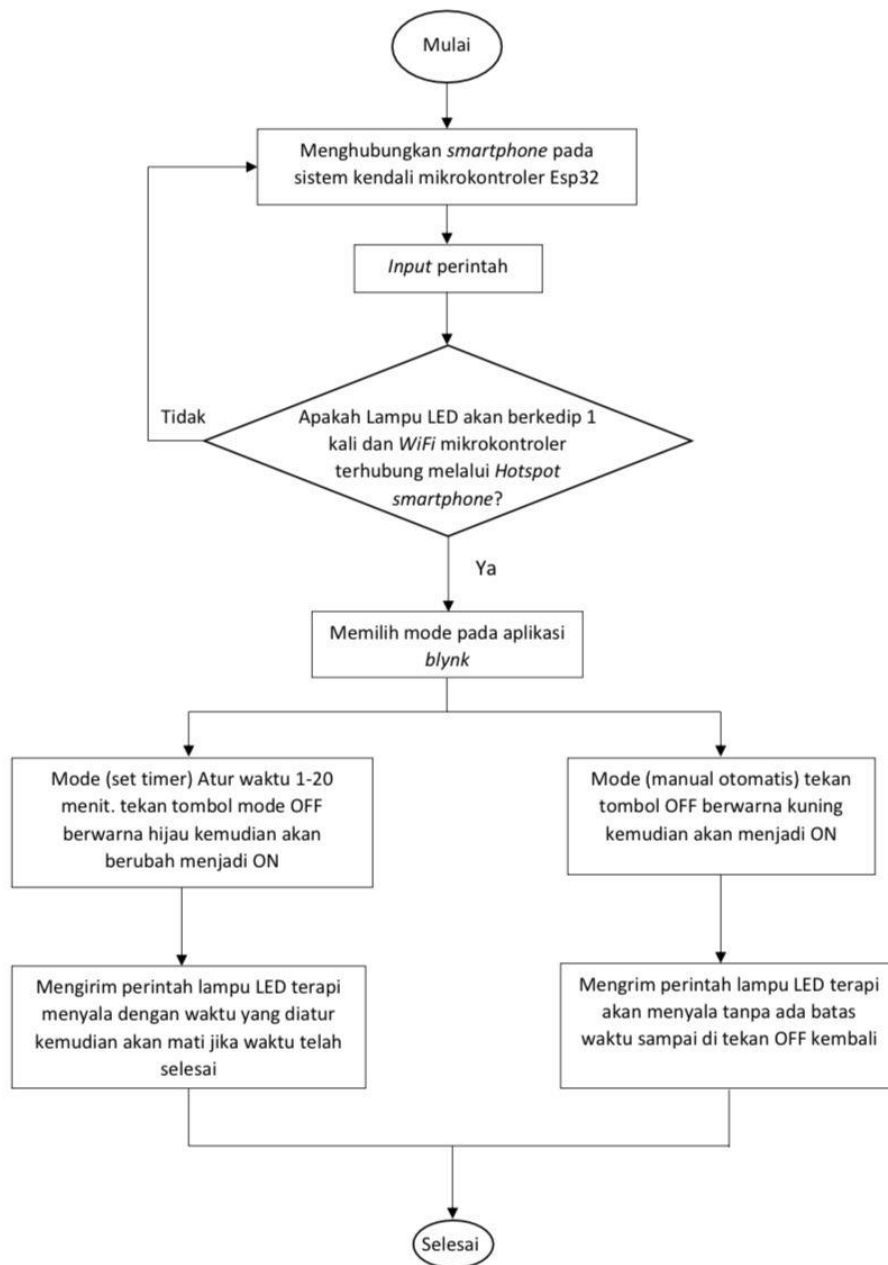 Mulai
Menghubungkan smartphone pada
sistem kendali mikrokontroler Esp32
Input perintah
Tidak
Apakah Lampu LED akan berkedip 1
kali dan WiFi mikrokontroler
terhubung melalui Hotspot
smartphone?
Ya
Memilih mode pada aplikasi
blynk
Mode (set timer) Atur waktu 1-20
menit. tekan tombol mode OFF
berwarna hijau kemudian akan
berubah menjadi ON
Mode (manual otomatis) tekan
tombol OFF berwarna kuning
kemudian akan menjadi ON
Mengirim perintah lampu LED terapi
menyala dengan waktu yang diatur
kemudian akan mati jika waktu telah
selesai
Mengrim perintah lampu LED terapi
akan menyala tanpa ada batas
waktu sampai di tekan OFF kembali
Selesai